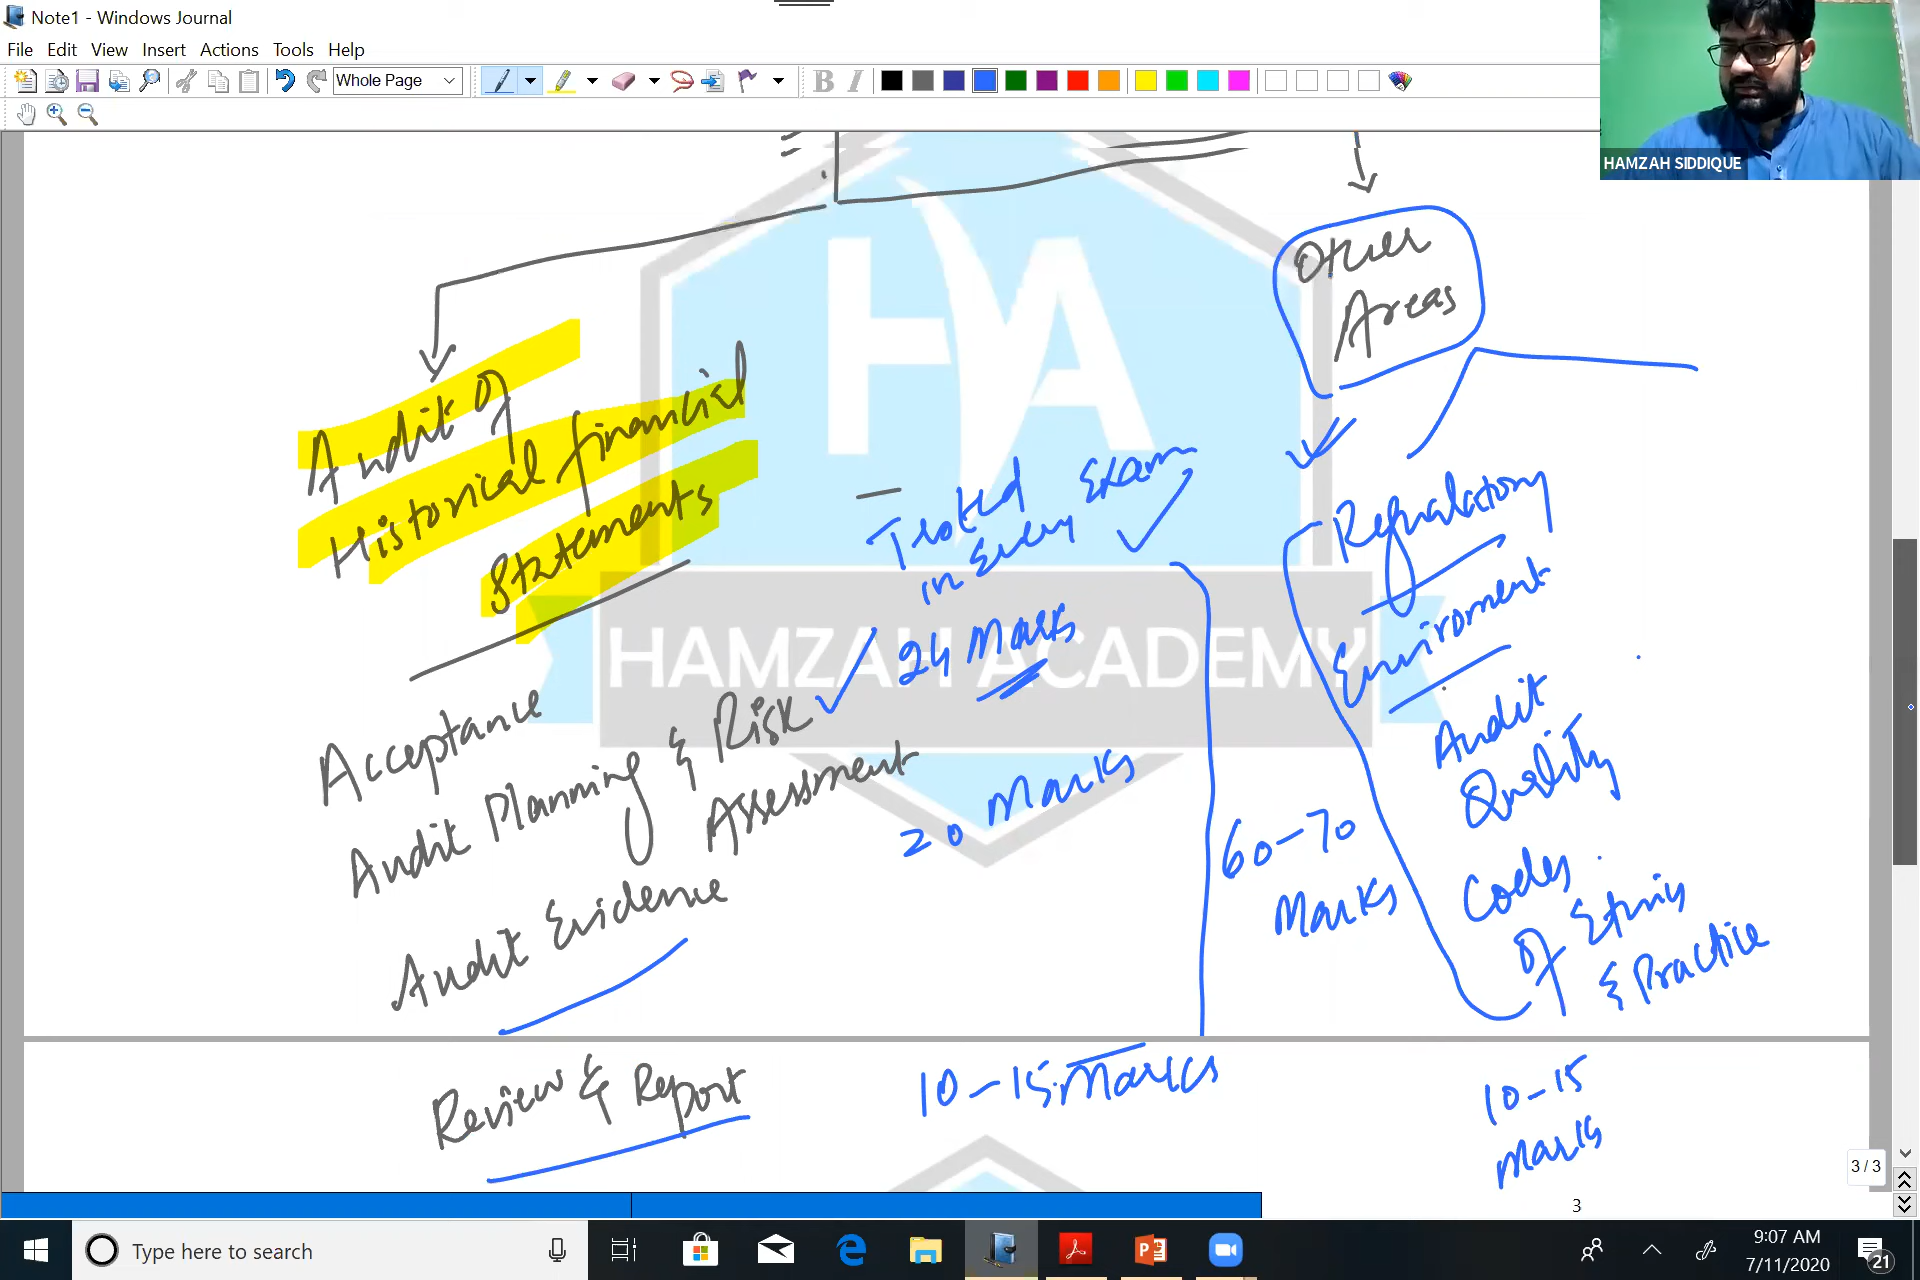 Note1 - Windows Journal
File Edit View Insert Actions Tools Help
Whole Page
B I
HAMZAH SIDDIQUE
HA
HAMZAH ACADEMY
Other
Areas
Audit of
Historical financial
Statements
Tested
in Every Exam
24 Marks
Acceptance
Audit Planning & Risk
Assessment
20 Marks
Audit Evidence
60-70
Marks
Regulatory
Enviroment
Audit
Quality
Codes
of Ethics
& Practice
Review & Report
10-15 Marks
10-15
Marks
3 / 3
3
Type here to search
9:07 AM
7/11/2020
21